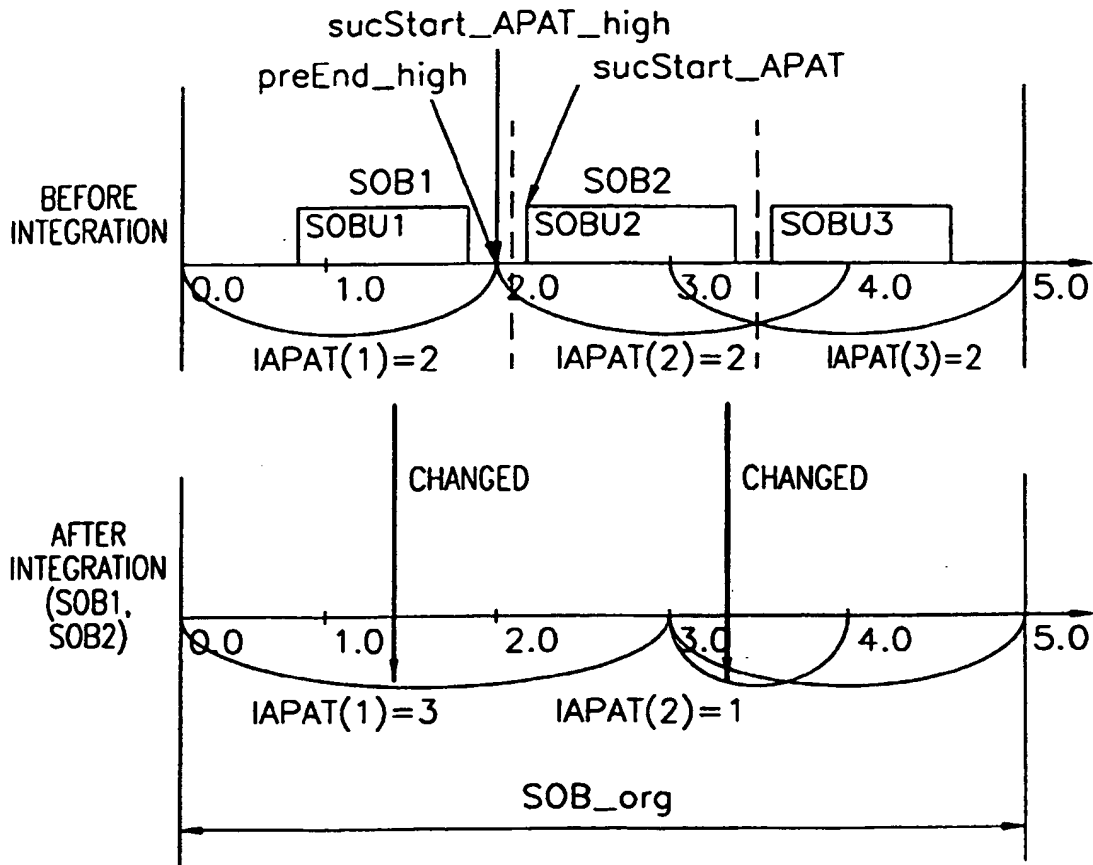 sucStart_APAT_high
preEnd_high
sucStart_APAT
BEFORE
INTEGRATION
SOB1
SOB2
SOBU1
SOBU2
SOBU3
0.0
1.0
2.0
3.0
4.0
5.0
IAPAT(1)=2
IAPAT(2)=2
IAPAT(3)=2
CHANGED
CHANGED
AFTER
INTEGRATION
(SOB1,
SOB2)
0.0
1.0
2.0
3.0
4.0
5.0
IAPAT(1)=3
IAPAT(2)=1
SOB_org